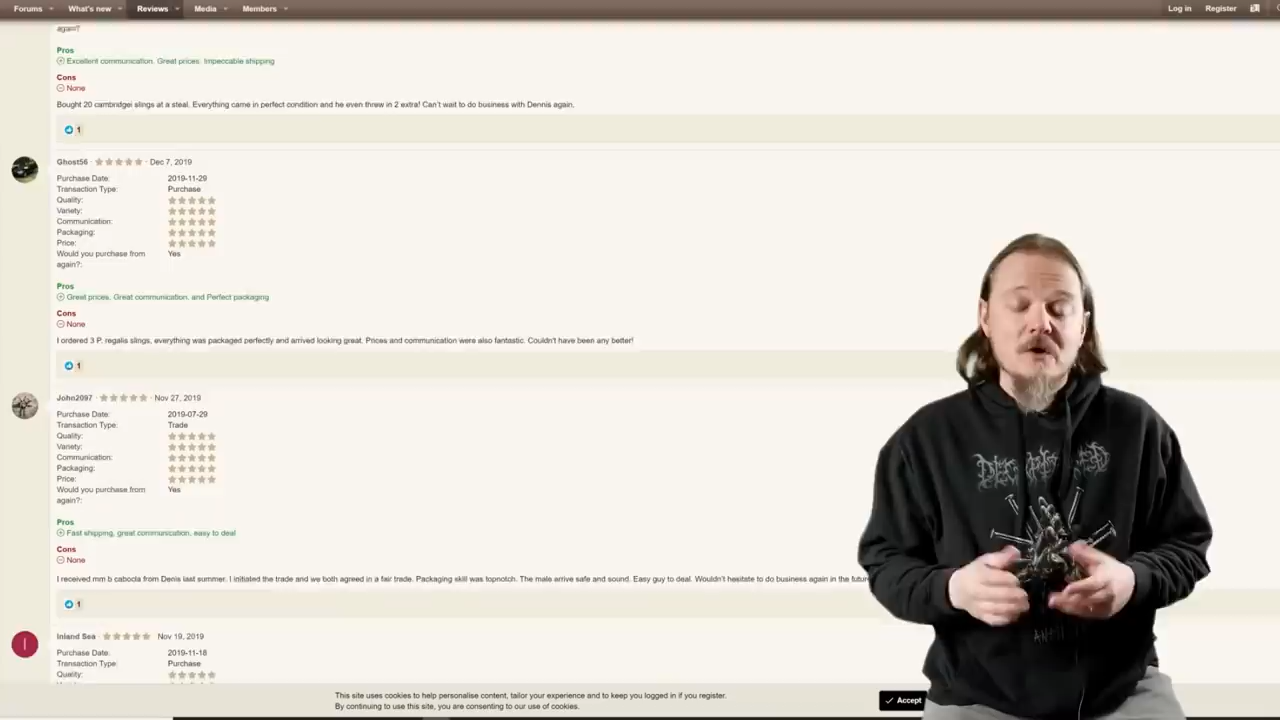 Forums What's new Reviews Media Members Log in Register
again?
Pros
Excellent communication. Great prices. Impeccable shipping
Cons
None
Bought 20 cambridgei slings at a steal. Everything came in perfect condition and he even threw in 2 extra! Can't wait to do business with Dennis again.
1
Ghost56 · Dec 7, 2019
Purchase Date: 2019-11-29
Transaction Type: Purchase
Quality:
Variety:
Communication:
Packaging:
Price:
Would you purchase from Yes
again?:
Pros
Great prices, Great communication, and Perfect packaging
Cons
None
I ordered 3 P. regalis slings, everything was packaged perfectly and arrived looking great. Prices and communication were also fantastic. Couldn't have been any better!
1
John2097 · Nov 27, 2019
Purchase Date: 2019-07-29
Transaction Type: Trade
Quality:
Variety:
Communication:
Packaging:
Price:
Would you purchase from Yes
again?:
Pros
Fast shipping, great communication, easy to deal
Cons
None
I received mm b cabocla from Denis last summer. I initiated the trade and we both agreed in a fair trade. Packaging skill was topnotch. The male arrive safe and sound. Easy guy to deal. Wouldn't hesitate to do business again in the future
1
I
Inland Sea · Nov 19, 2019
Purchase Date: 2019-11-18
Transaction Type: Purchase
Quality:
This site uses cookies to help personalise content, tailor your experience and to keep you logged in if you register.
By continuing to use this site, you are consenting to our use of cookies.
Accept